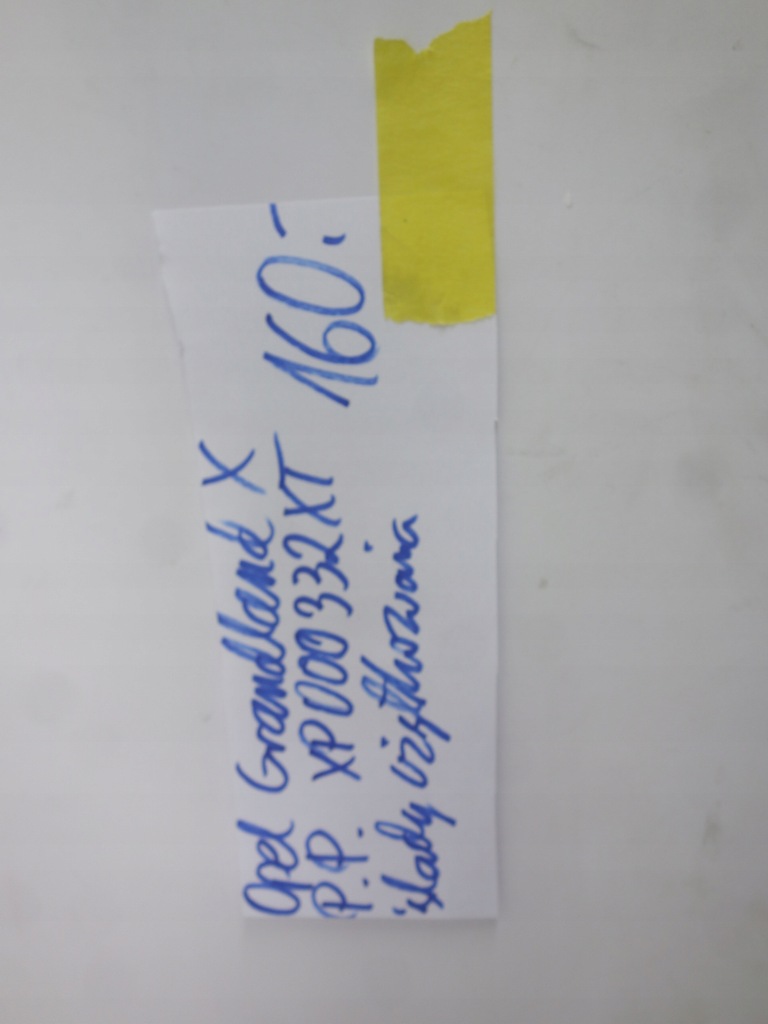 Opel Grandland X
P.P. XP000332XT 160.-
ślady użytkowania